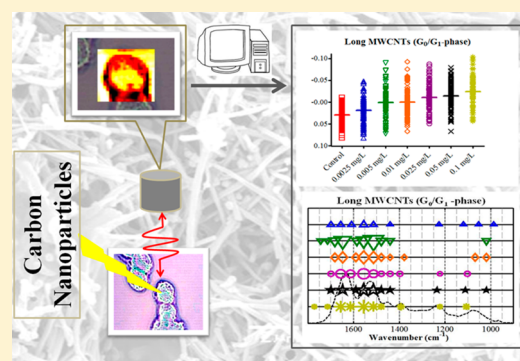 Carbon
Nanoparticles
Long MWCNTs (G0/G1-phase)
-0.10
-0.05
-0.00
0.05
0.10
Control
0.0025 mg/L
0.005 mg/L
0.01 mg/L
0.025 mg/L
0.05 mg/L
0.1 mg/L
Long MWCNTs (G0/G1 -phase)
1600
1400
1200
1000
Wavenumber (cm-1)